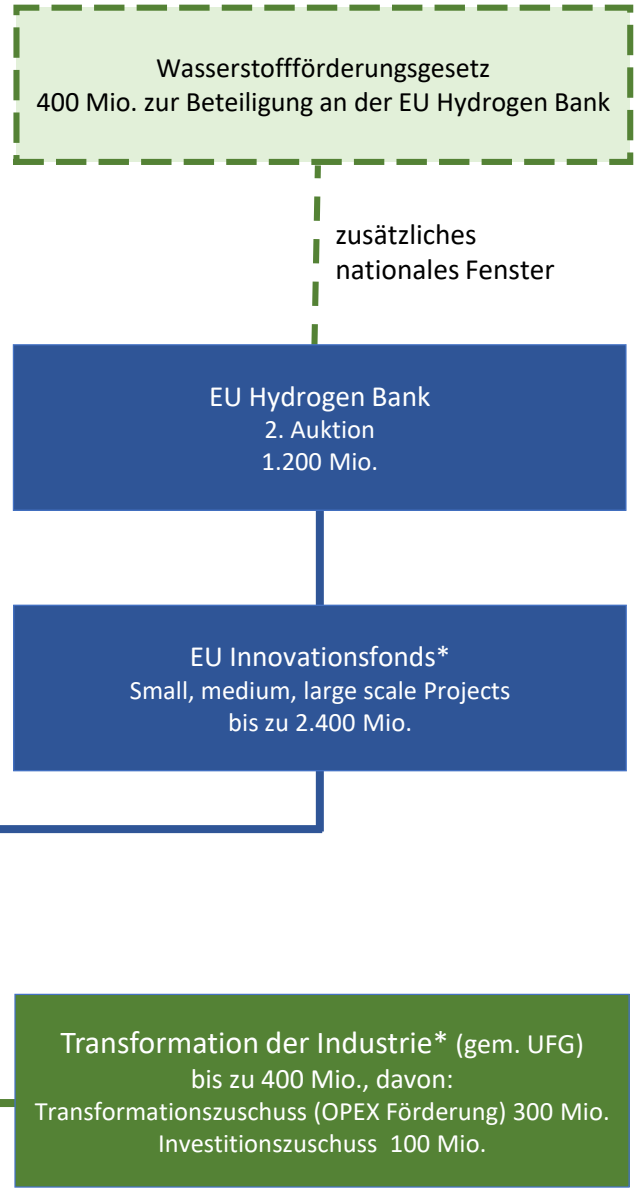 Wasserstoffförderungsgesetz
400 Mio. zur Beteiligung an der EU Hydrogen Bank
zusätzliches
nationales Fenster
EU Hydrogen Bank
2. Auktion
1.200 Mio.
EU Innovationsfonds*
Small, medium, large scale Projects
bis zu 2.400 Mio.
Transformation der Industrie* (gem. UFG)
bis zu 400 Mio., davon:
Transformationszuschuss (OPEX Förderung) 300 Mio.
Investitionszuschuss 100 Mio.